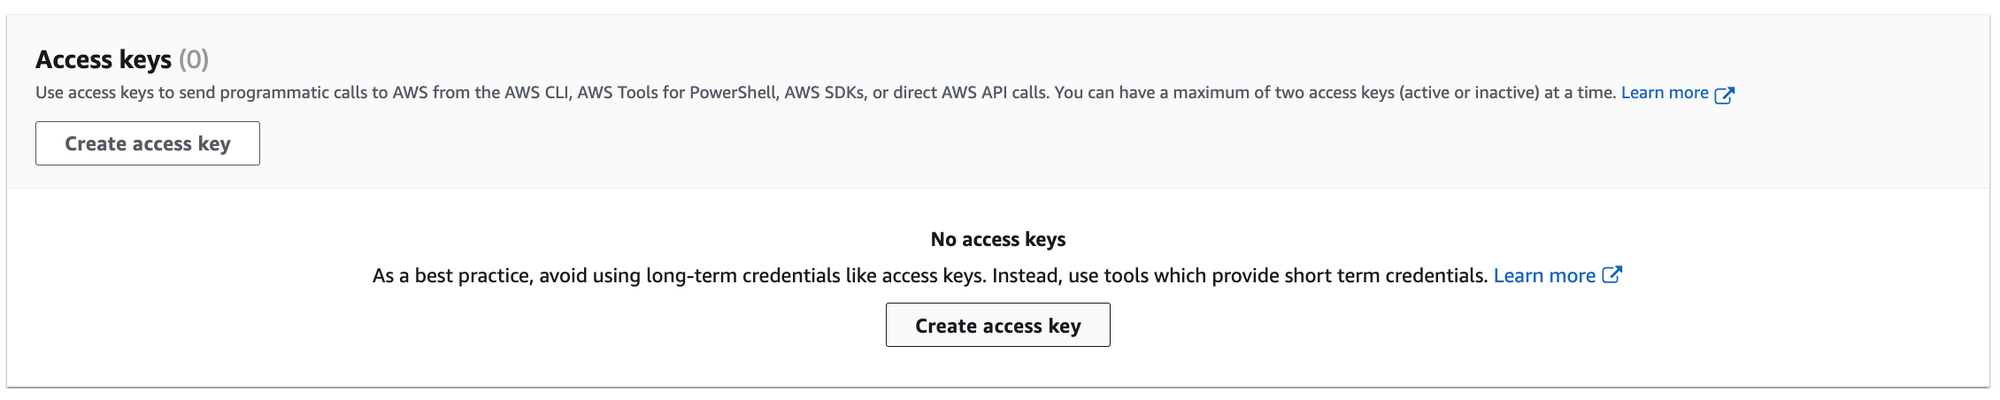 Access keys (0)
Use access keys to send programmatic calls to AWS from the AWS CLI, AWS Tools for PowerShell, AWS SDKs, or direct AWS API calls. You can have a maximum of two access keys (active or inactive) at a time. Learn more
Create access key
No access keys
As a best practice, avoid using long-term credentials like access keys. Instead, use tools which provide short term credentials. Learn more
Create access key